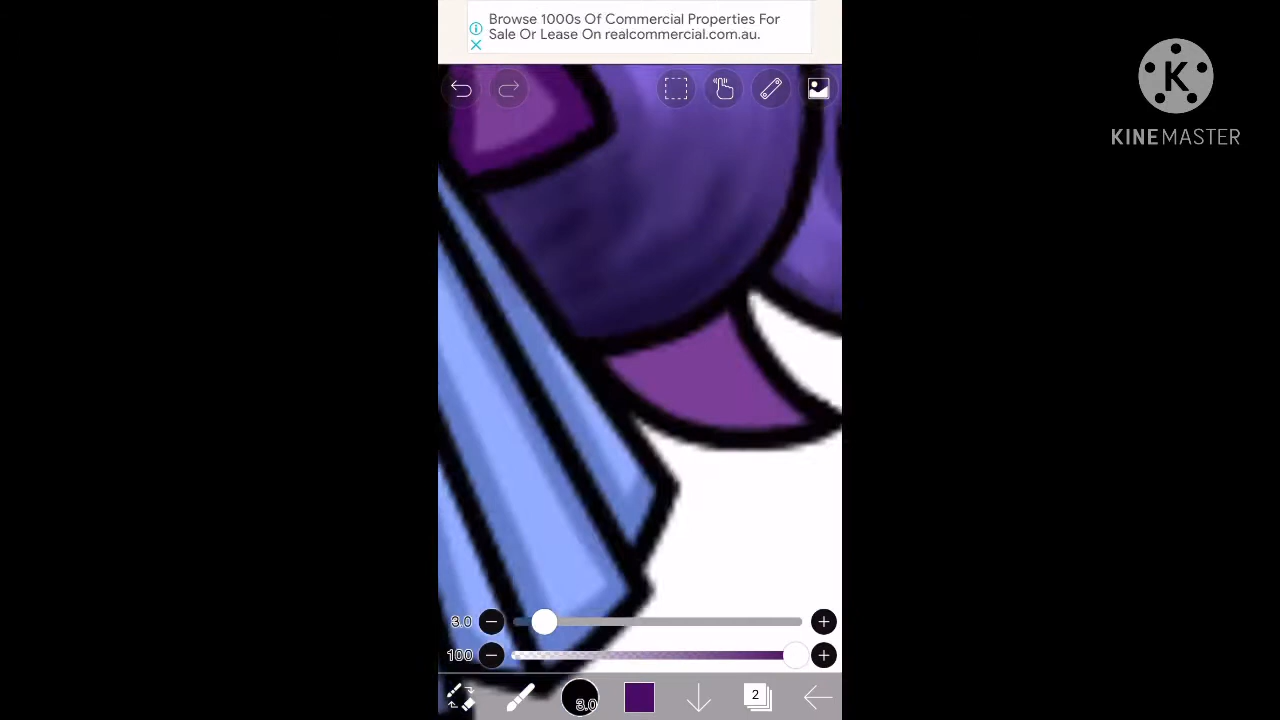 Browse 1000s Of Commercial Properties For
Sale Or Lease On realcommercial.com.au.
K
KINEMASTER
3.0
100
3.0
2